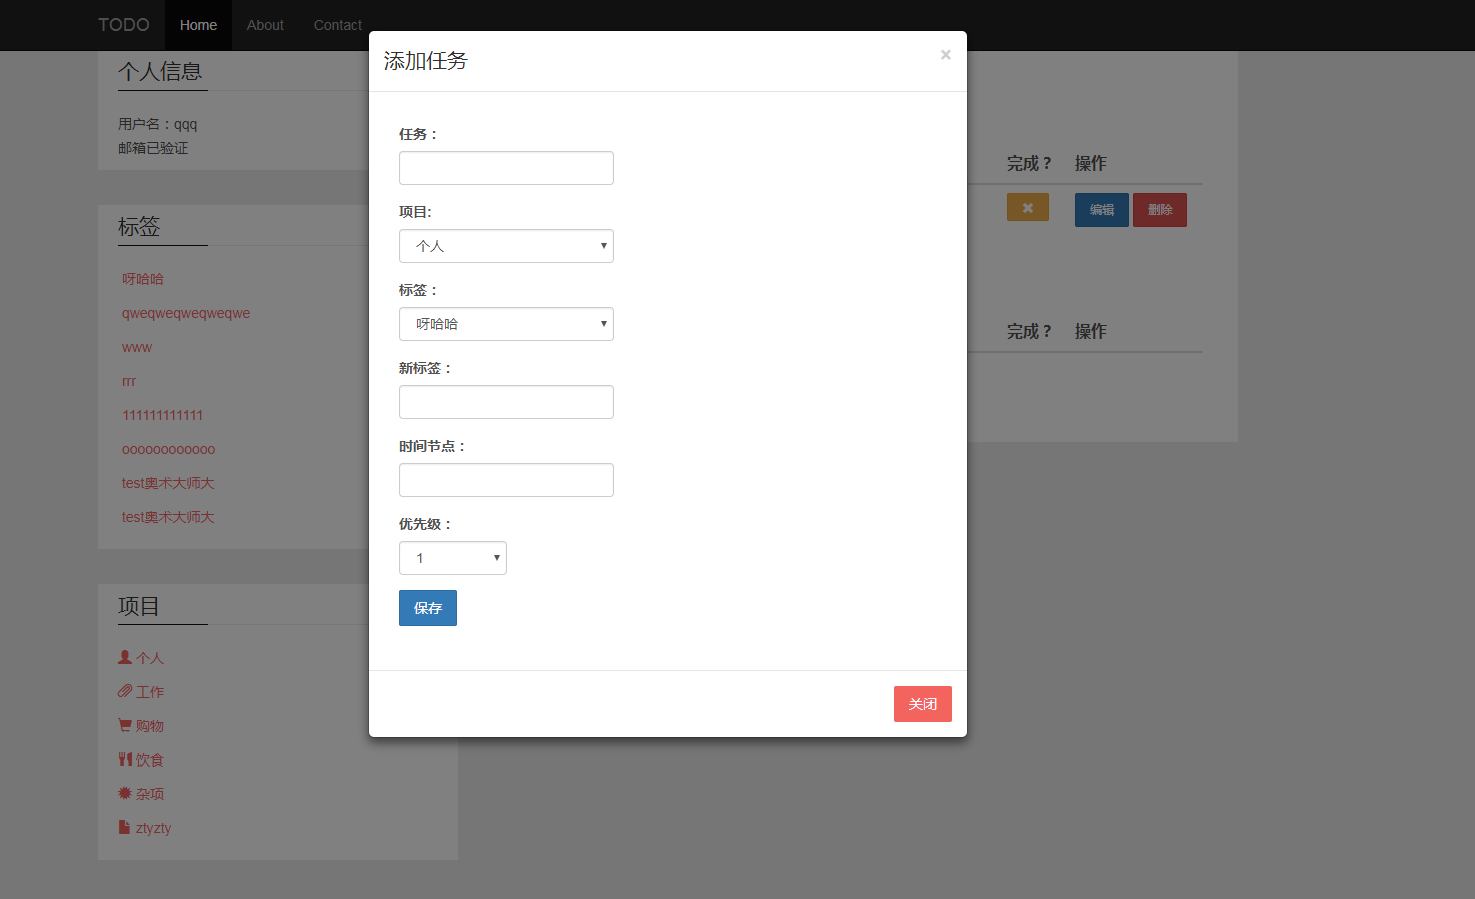 TODO Home About Contact
个人信息
用户名：qqq
邮箱已验证
标签
呀哈哈
qweqweqweqweqwe
www
rrr
111111111111
oooooooooooo
test奥术大师大
test奥术大师大
项目
个人
工作
购物
饮食
杂项
ztyzty
添加任务 ×
任务：
项目:
个人
标签：
呀哈哈
新标签：
时间节点：
优先级：
1
保存
关闭
完成？ 操作
编辑 删除
完成？ 操作